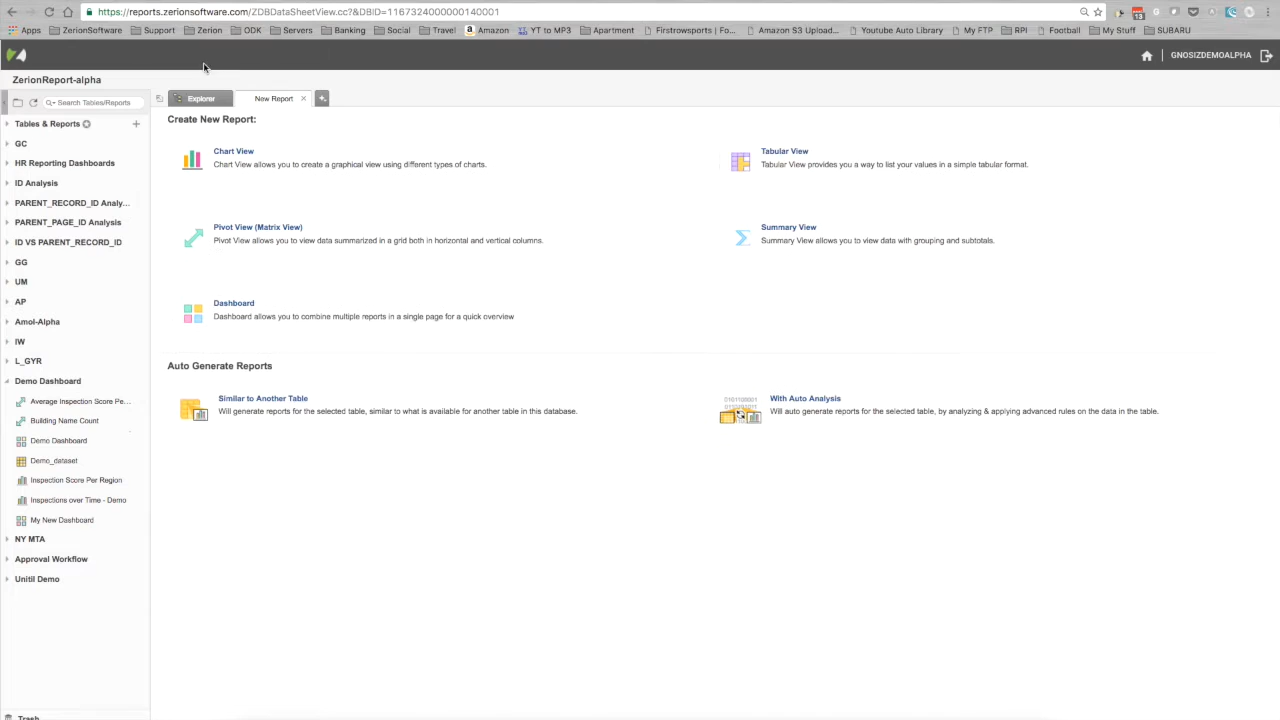 https://reports.zerionsoftware.com/ZDBDataSheetView.cc?&DBID=1167324000000140001
13
Apps ZerionSoftware Support Zerion ODK Servers Banking Social Travel Amazon YT to MP3 Apartment Firstrowsports | Fo... Amazon S3 Upload... Youtube Auto Library My FTP RPI Football My Stuff SUBARU
GNOSIZDEMOALPHA
ZerionReport-alpha
Search Tables/Reports
Explorer
New Report
Tables & Reports
GC
HR Reporting Dashboards
ID Analysis
PARENT_RECORD_ID Analy...
PARENT_PAGE_ID Analysis
ID VS PARENT_RECORD_ID
GG
UM
AP
Amol-Alpha
IW
L_GYR
Demo Dashboard
Average Inspection Score Pe...
Building Name Count
Demo Dashboard
Demo_dataset
Inspection Score Per Region
Inspections over Time - Demo
My New Dashboard
NY MTA
Approval Workflow
Unitil Demo
Trash
Create New Report:
Chart View
Chart View allows you to create a graphical view using different types of charts.
Tabular View
Tabular View provides you a way to list your values in a simple tabular format.
Pivot View (Matrix View)
Pivot View allows you to view data summarized in a grid both in horizontal and vertical columns.
Summary View
Summary View allows you to view data with grouping and subtotals.
Dashboard
Dashboard allows you to combine multiple reports in a single page for a quick overview
Auto Generate Reports
Similar to Another Table
Will generate reports for the selected table, similar to what is available for another table in this database.
With Auto Analysis
Will auto generate reports for the selected table, by analyzing & applying advanced rules on the data in the table.